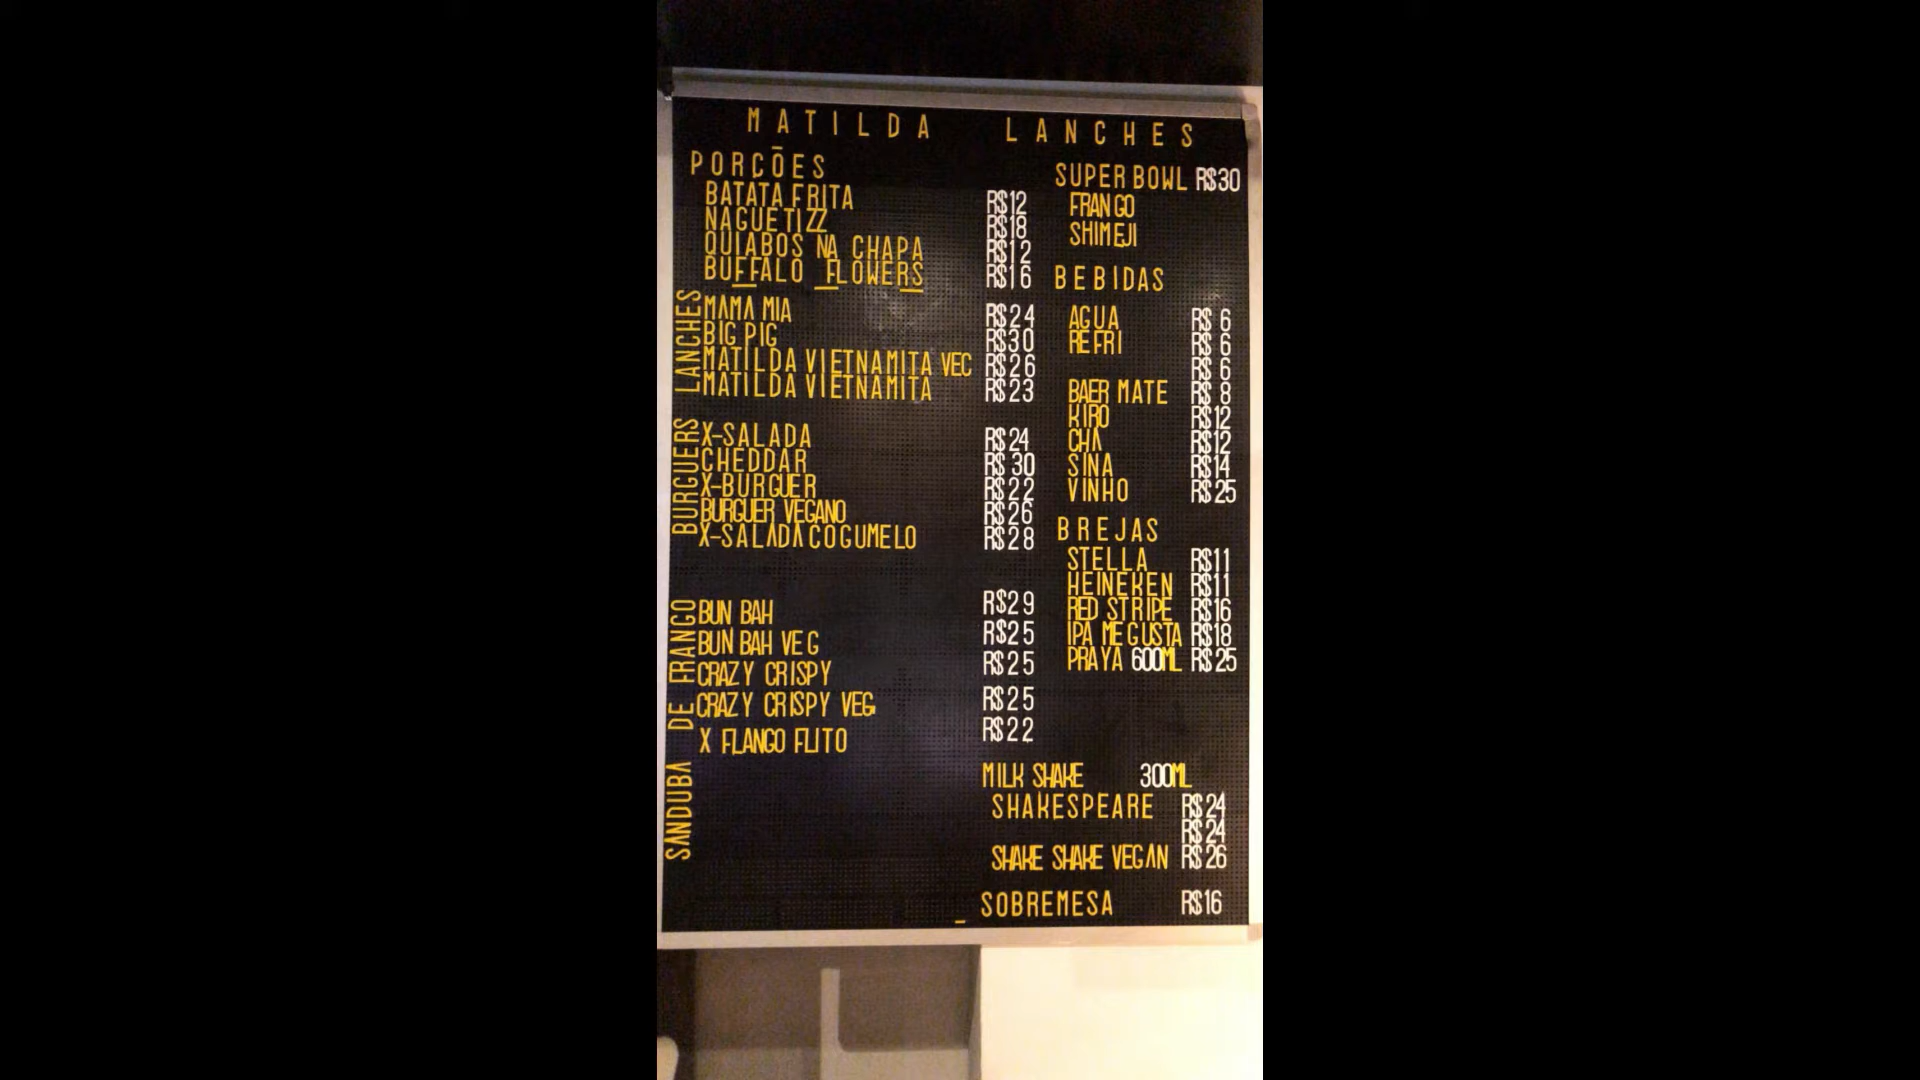 MATILDA LANCHES
PORÇÕES
BATATA FRITA R$12
NAGUETIZZ R$18
QUIABOS NA CHAPA R$12
BUFFALO FLOWERS R$16
LANCHES
MAMA MIA R$24
BIG PIG R$30
MATILDA VIETNAMITA VEC R$26
MATILDA VIETNAMITA R$23
BURGUERS
X-SALADA R$24
CHEDDAR R$30
X-BURGUER R$22
BURGUER VEGANO R$26
X-SALADA COGUMELO R$28
SANDUBA DE FRANGO
BUN BAH R$29
BUN BAH VEG R$25
CRAZY CRISPY R$25
CRAZY CRISPY VEG R$25
X FLANGO FLITO R$22
SUPER BOWL R$30
FRANGO
SHIMEJI
BEBIDAS
AGUA R$ 6
REFRI R$ 6
R$ 6
BAER MATE R$ 8
KIRO R$12
CHA R$12
SINA R$14
VINHO R$25
BREJAS
STELLA R$11
HEINEKEN R$11
RED STRIPE R$16
IPA ME GUSTA R$18
PRAYA 600ML R$25
MILK SHAKE 300ML
SHAKESPEARE R$24
R$24
SHAKE SHAKE VEGAN R$26
SOBREMESA R$16